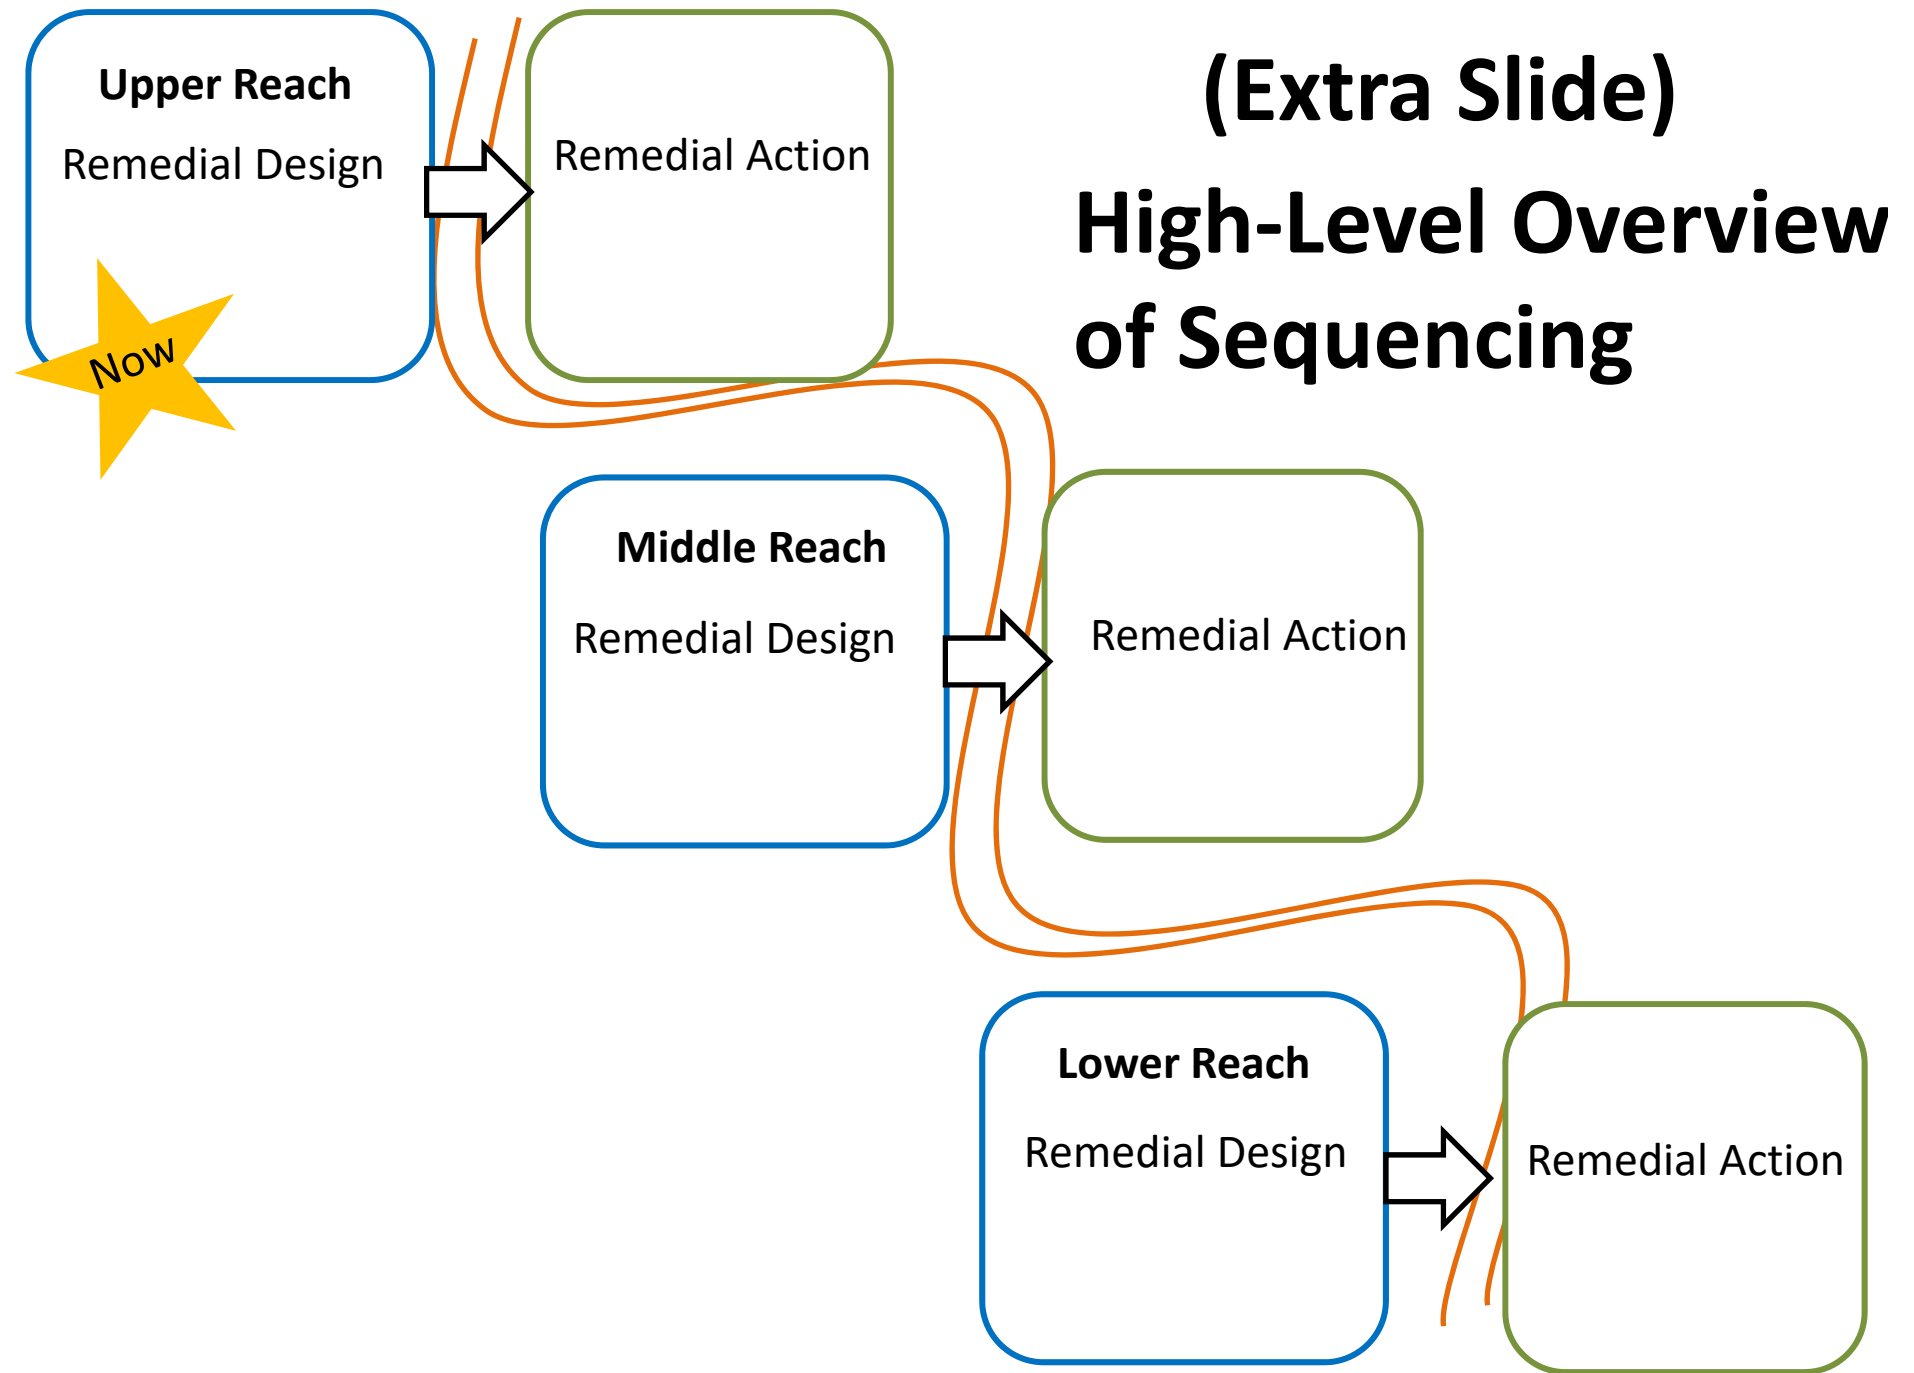 (Extra Slide)
High-Level Overview
of Sequencing
Upper Reach
Remedial Design
Now
Remedial Action
Middle Reach
Remedial Design
Remedial Action
Lower Reach
Remedial Design
Remedial Action